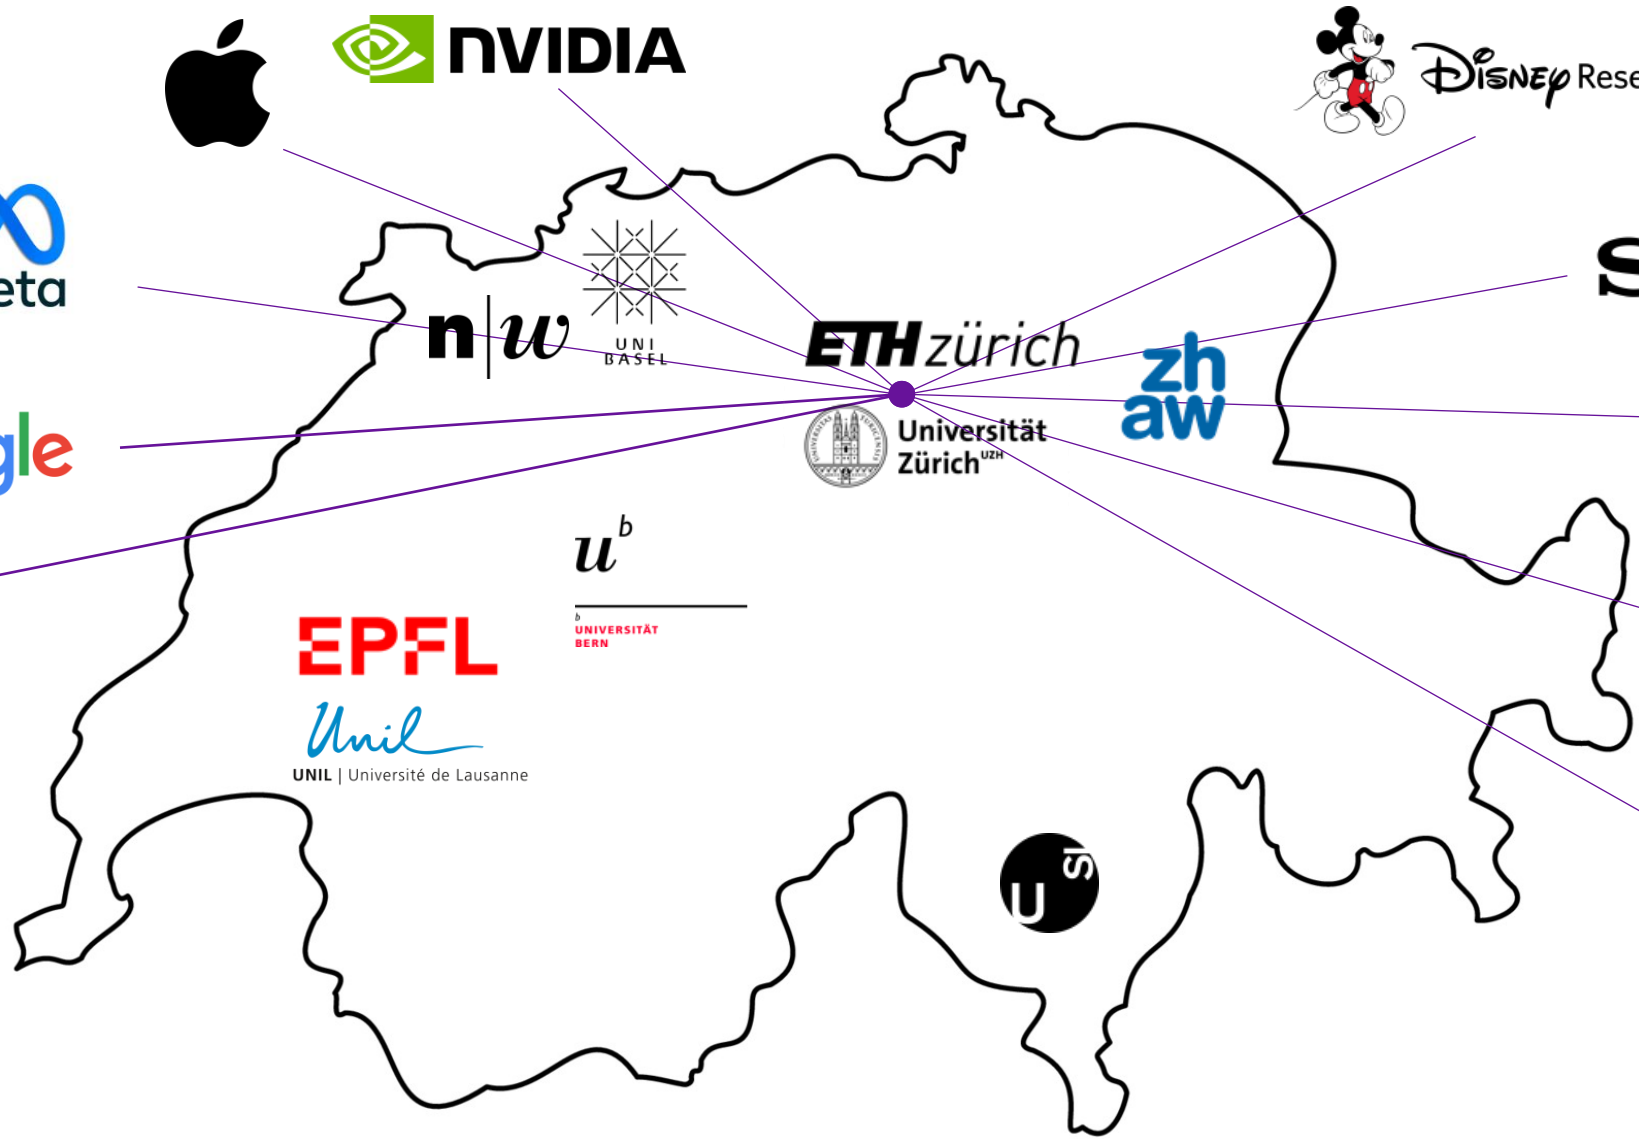 NVIDIA
DISNEY Rese
eta
n|w
UNI
BASEL
ETH zürich
zh
aw
gle
Universität
Zürich UZH
u b
b
UNIVERSITÄT
BERN
EPFL
Unil
UNIL | Université de Lausanne
U SI
S